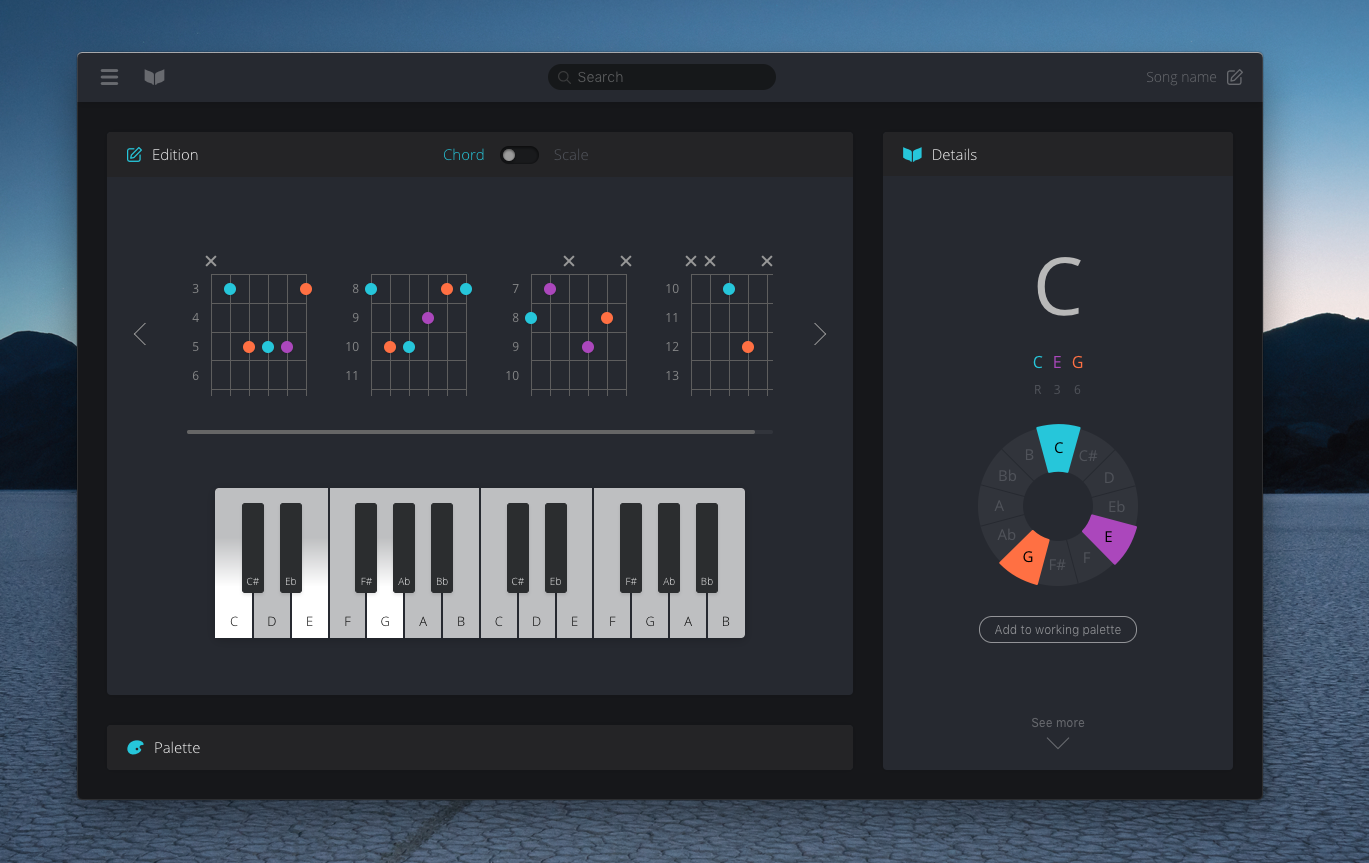 Search
Song name
Edition
Chord
Scale
Details
3
4
5
6
8
9
10
11
7
8
9
10
10
11
12
13
C
C E G
R 3 6
C
C#
D
Eb
E
F
F#
G
Ab
A
Bb
B
C# Eb F# Ab Bb C# Eb F# Ab Bb
C D E F G A B C D E F G A B
Add to working palette
See more
Palette